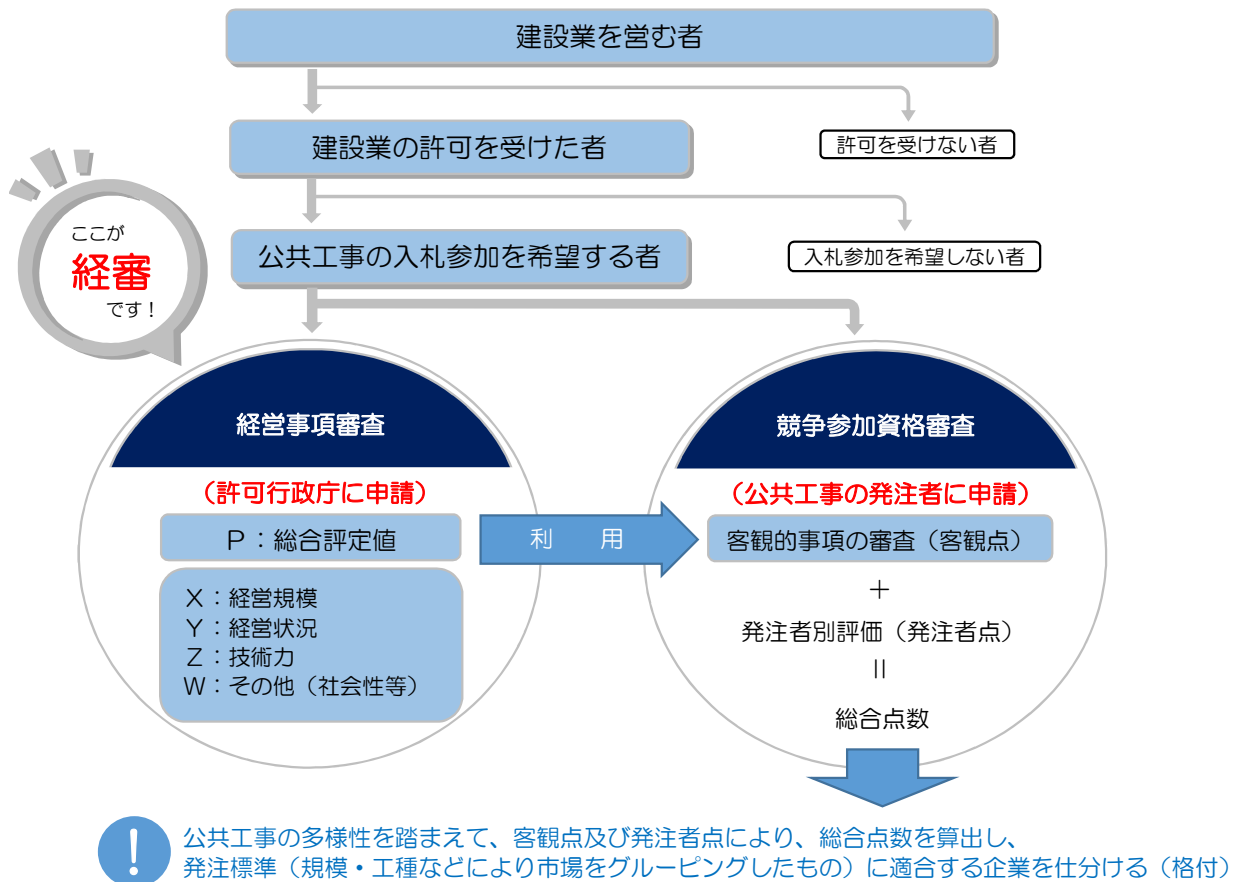 建設業を営む者
建設業の許可を受けた者
許可を受けない者
ここが
経審
です！
公共工事の入札参加を希望する者
入札参加を希望しない者
経営事項審査
（許可行政庁に申請）
P：総合評定値
X：経営規模
Y：経営状況
Z：技術力
W：その他（社会性等）
利　用
競争参加資格審査
（公共工事の発注者に申請）
客観的事項の審査（客観点）
＋
発注者別評価（発注者点）
＝
総合点数
！
公共工事の多様性を踏まえて、客観点及び発注者点により、総合点数を算出し、
発注標準（規模・工種などにより市場をグルーピングしたもの）に適合する企業を仕分ける（格付）